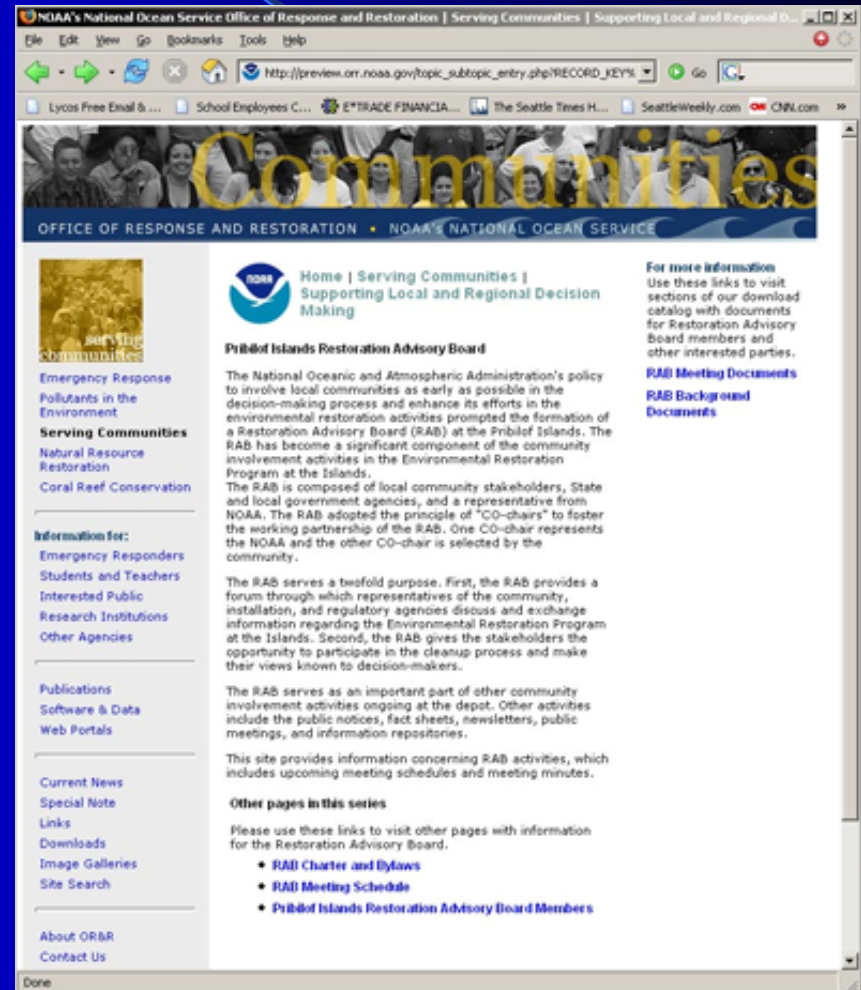 NOAA's National Ocean Service Office of Response and Restoration | Serving Communities | Supporting Local and Regional D...
File Edit View Go Bookmarks Tools Help
http://preview.orr.noaa.gov/topic_subtopic_entry.php?RECORD_KEY%
Go
G
Lycos Free Email & ...
School Employees C...
E*TRADE FINANCIA...
The Seattle Times H...
SeattleWeekly.com
CNN.com
Communities
OFFICE OF RESPONSE AND RESTORATION • NOAA's NATIONAL OCEAN SERVICE
serving
communities
Emergency Response
Pollutants in the
Environment
Serving Communities
Natural Resource
Restoration
Coral Reef Conservation
Information for:
Emergency Responders
Students and Teachers
Interested Public
Research Institutions
Other Agencies
Publications
Software & Data
Web Portals
Current News
Special Note
Links
Downloads
Image Galleries
Site Search
About OR&R
Contact Us
NOAA
Home | Serving Communities |
Supporting Local and Regional Decision
Making
Pribilof Islands Restoration Advisory Board
The National Oceanic and Atmospheric Administration's policy
to involve local communities as early as possible in the
decision-making process and enhance its efforts in the
environmental restoration activities prompted the formation of
a Restoration Advisory Board (RAB) at the Pribilof Islands. The
RAB has become a significant component of the community
involvement activities in the Environmental Restoration
Program at the Islands.
The RAB is composed of local community stakeholders, State
and local government agencies, and a representative from
NOAA. The RAB adopted the principle of "CO-chairs" to foster
the working partnership of the RAB. One CO-chair represents
the NOAA and the other CO-chair is selected by the
community.
The RAB serves a twofold purpose. First, the RAB provides a
forum through which representatives of the community,
installation, and regulatory agencies discuss and exchange
information regarding the Environmental Restoration Program
at the Islands. Second, the RAB gives the stakeholders the
opportunity to participate in the cleanup process and make
their views known to decision-makers.
The RAB serves as an important part of other community
involvement activities ongoing at the depot. Other activities
include the public notices, fact sheets, newsletters, public
meetings, and information repositories.
This site provides information concerning RAB activities, which
includes upcoming meeting schedules and meeting minutes.
Other pages in this series
Please use these links to visit other pages with information
for the Restoration Advisory Board.
• RAB Charter and Bylaws
• RAB Meeting Schedule
• Pribilof Islands Restoration Advisory Board Members
For more information
Use these links to visit
sections of our download
catalog with documents
for Restoration Advisory
Board members and
other interested parties.
RAB Meeting Documents
RAB Background
Documents
Done